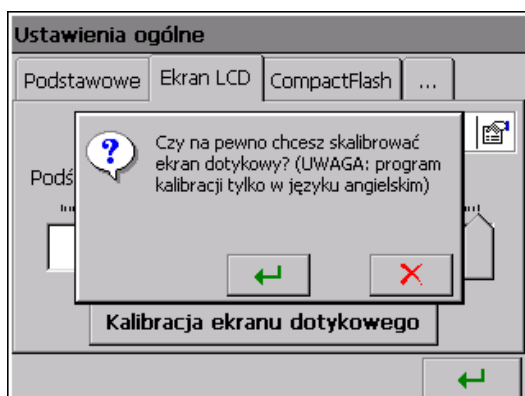 Ustawienia ogólne
Podstawowe Ekran LCD CompactFlash ...
Czy na pewno chcesz skalibrować
ekran dotykowy? (UWAGA: program
kalibracji tylko w języku angielskim)
Kalibracja ekranu dotykowego